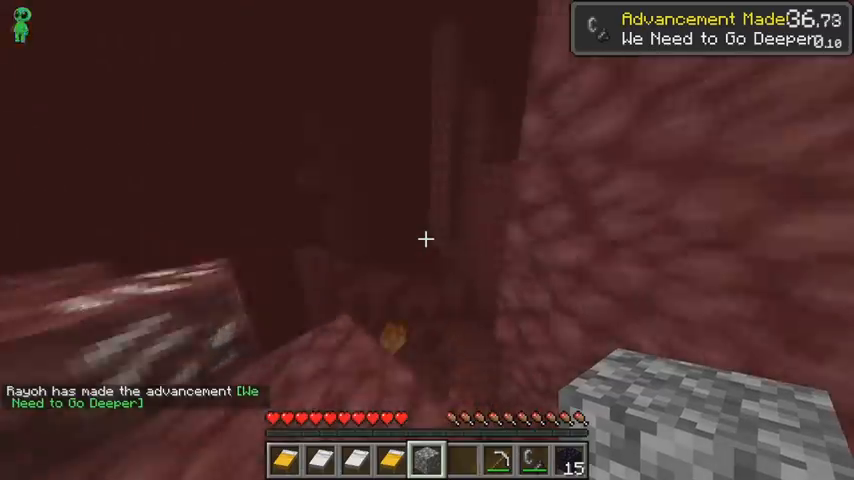 Advancement Made
36.73
We Need to Go Deeper
0.10
Rayoh has made the advancement [We
Need to Go Deeper]
15